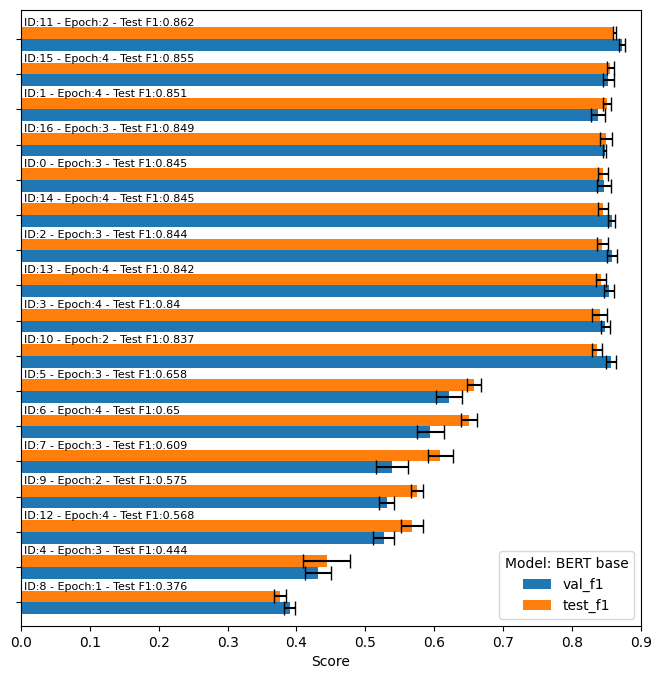 ID:11 - Epoch:2 - Test F1:0.862
ID:15 - Epoch:4 - Test F1:0.855
ID:1 - Epoch:4 - Test F1:0.851
ID:16 - Epoch:3 - Test F1:0.849
ID:0 - Epoch:3 - Test F1:0.845
ID:14 - Epoch:4 - Test F1:0.845
ID:2 - Epoch:3 - Test F1:0.844
ID:13 - Epoch:4 - Test F1:0.842
ID:3 - Epoch:4 - Test F1:0.84
ID:10 - Epoch:2 - Test F1:0.837
ID:5 - Epoch:3 - Test F1:0.658
ID:6 - Epoch:4 - Test F1:0.65
ID:7 - Epoch:3 - Test F1:0.609
ID:9 - Epoch:2 - Test F1:0.575
ID:12 - Epoch:4 - Test F1:0.568
ID:4 - Epoch:3 - Test F1:0.444
ID:8 - Epoch:1 - Test F1:0.376
Model: BERT base
val_f1
test_f1
0.0 0.1 0.2 0.3 0.4 0.5 0.6 0.7 0.8 0.9
Score